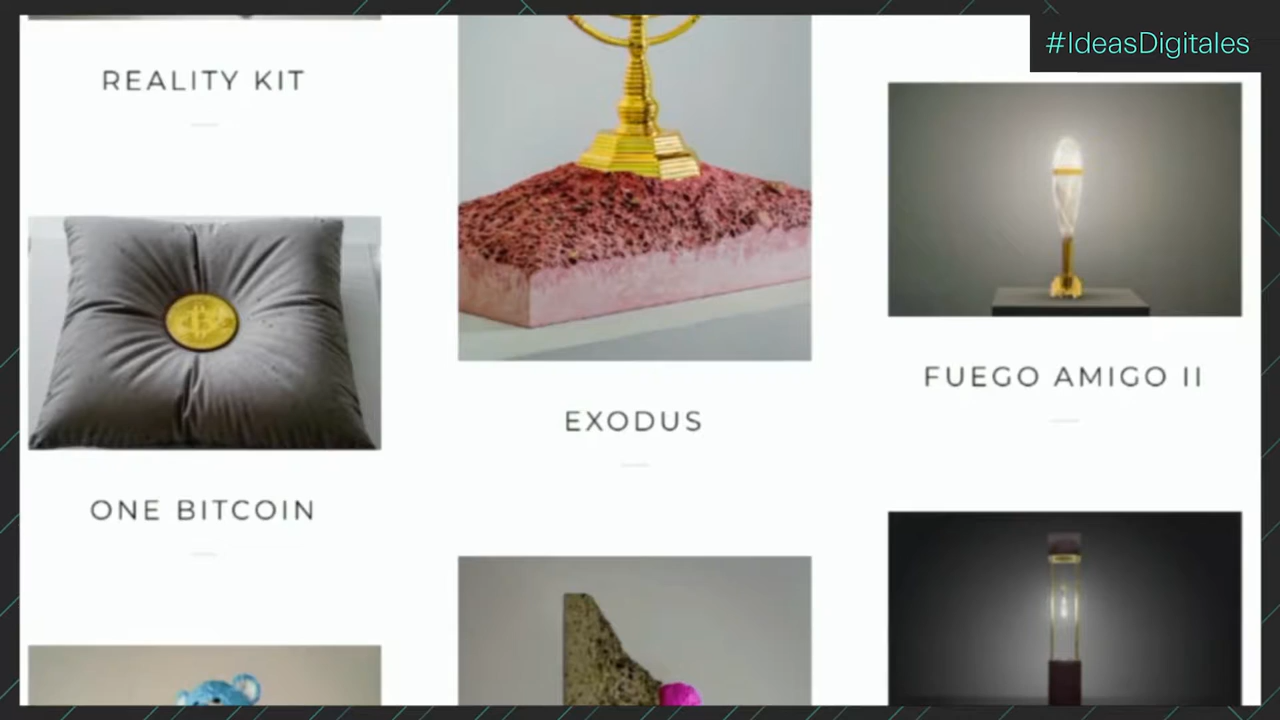 #IdeasDigitales
REALITY KIT
FUEGO AMIGO II
EXODUS
ONE BITCOIN